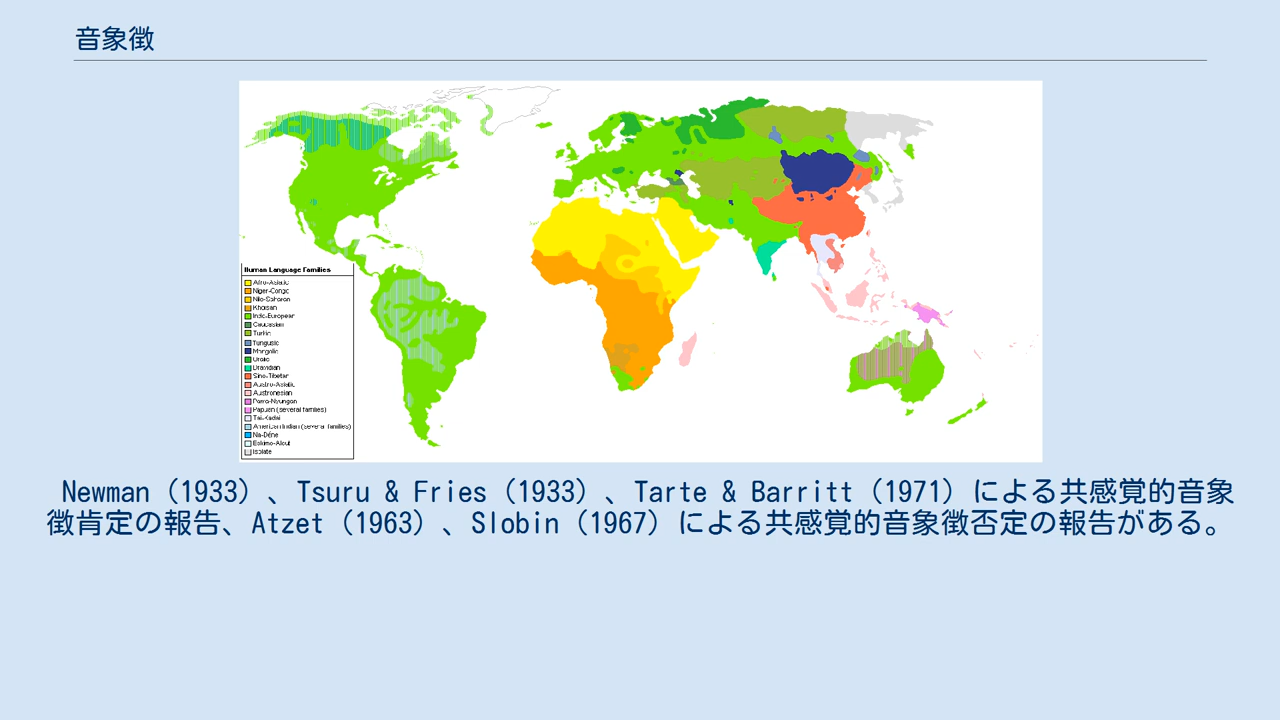 音象徴
Human Language Families
Afro-Asiatic
Niger-Congo
Nilo-Saharan
Khoisan
Indo-European
Caucasian
Turkic
Tungusic
Mongolic
Uralic
Dravidian
Sino-Tibetan
Austro-Asiatic
Austronesian
Pama-Nyungan
Papuan (several families)
Tai-Kadai
American Indian (several families)
Na-Dené
Eskimo-Aleut
Isolate
Newman (1933) 、Tsuru & Fries (1933) 、Tarte & Barritt (1971) による共感覚的音象
徴肯定の報告、Atzet (1963) 、Slobin (1967) による共感覚的音象徴否定の報告がある。